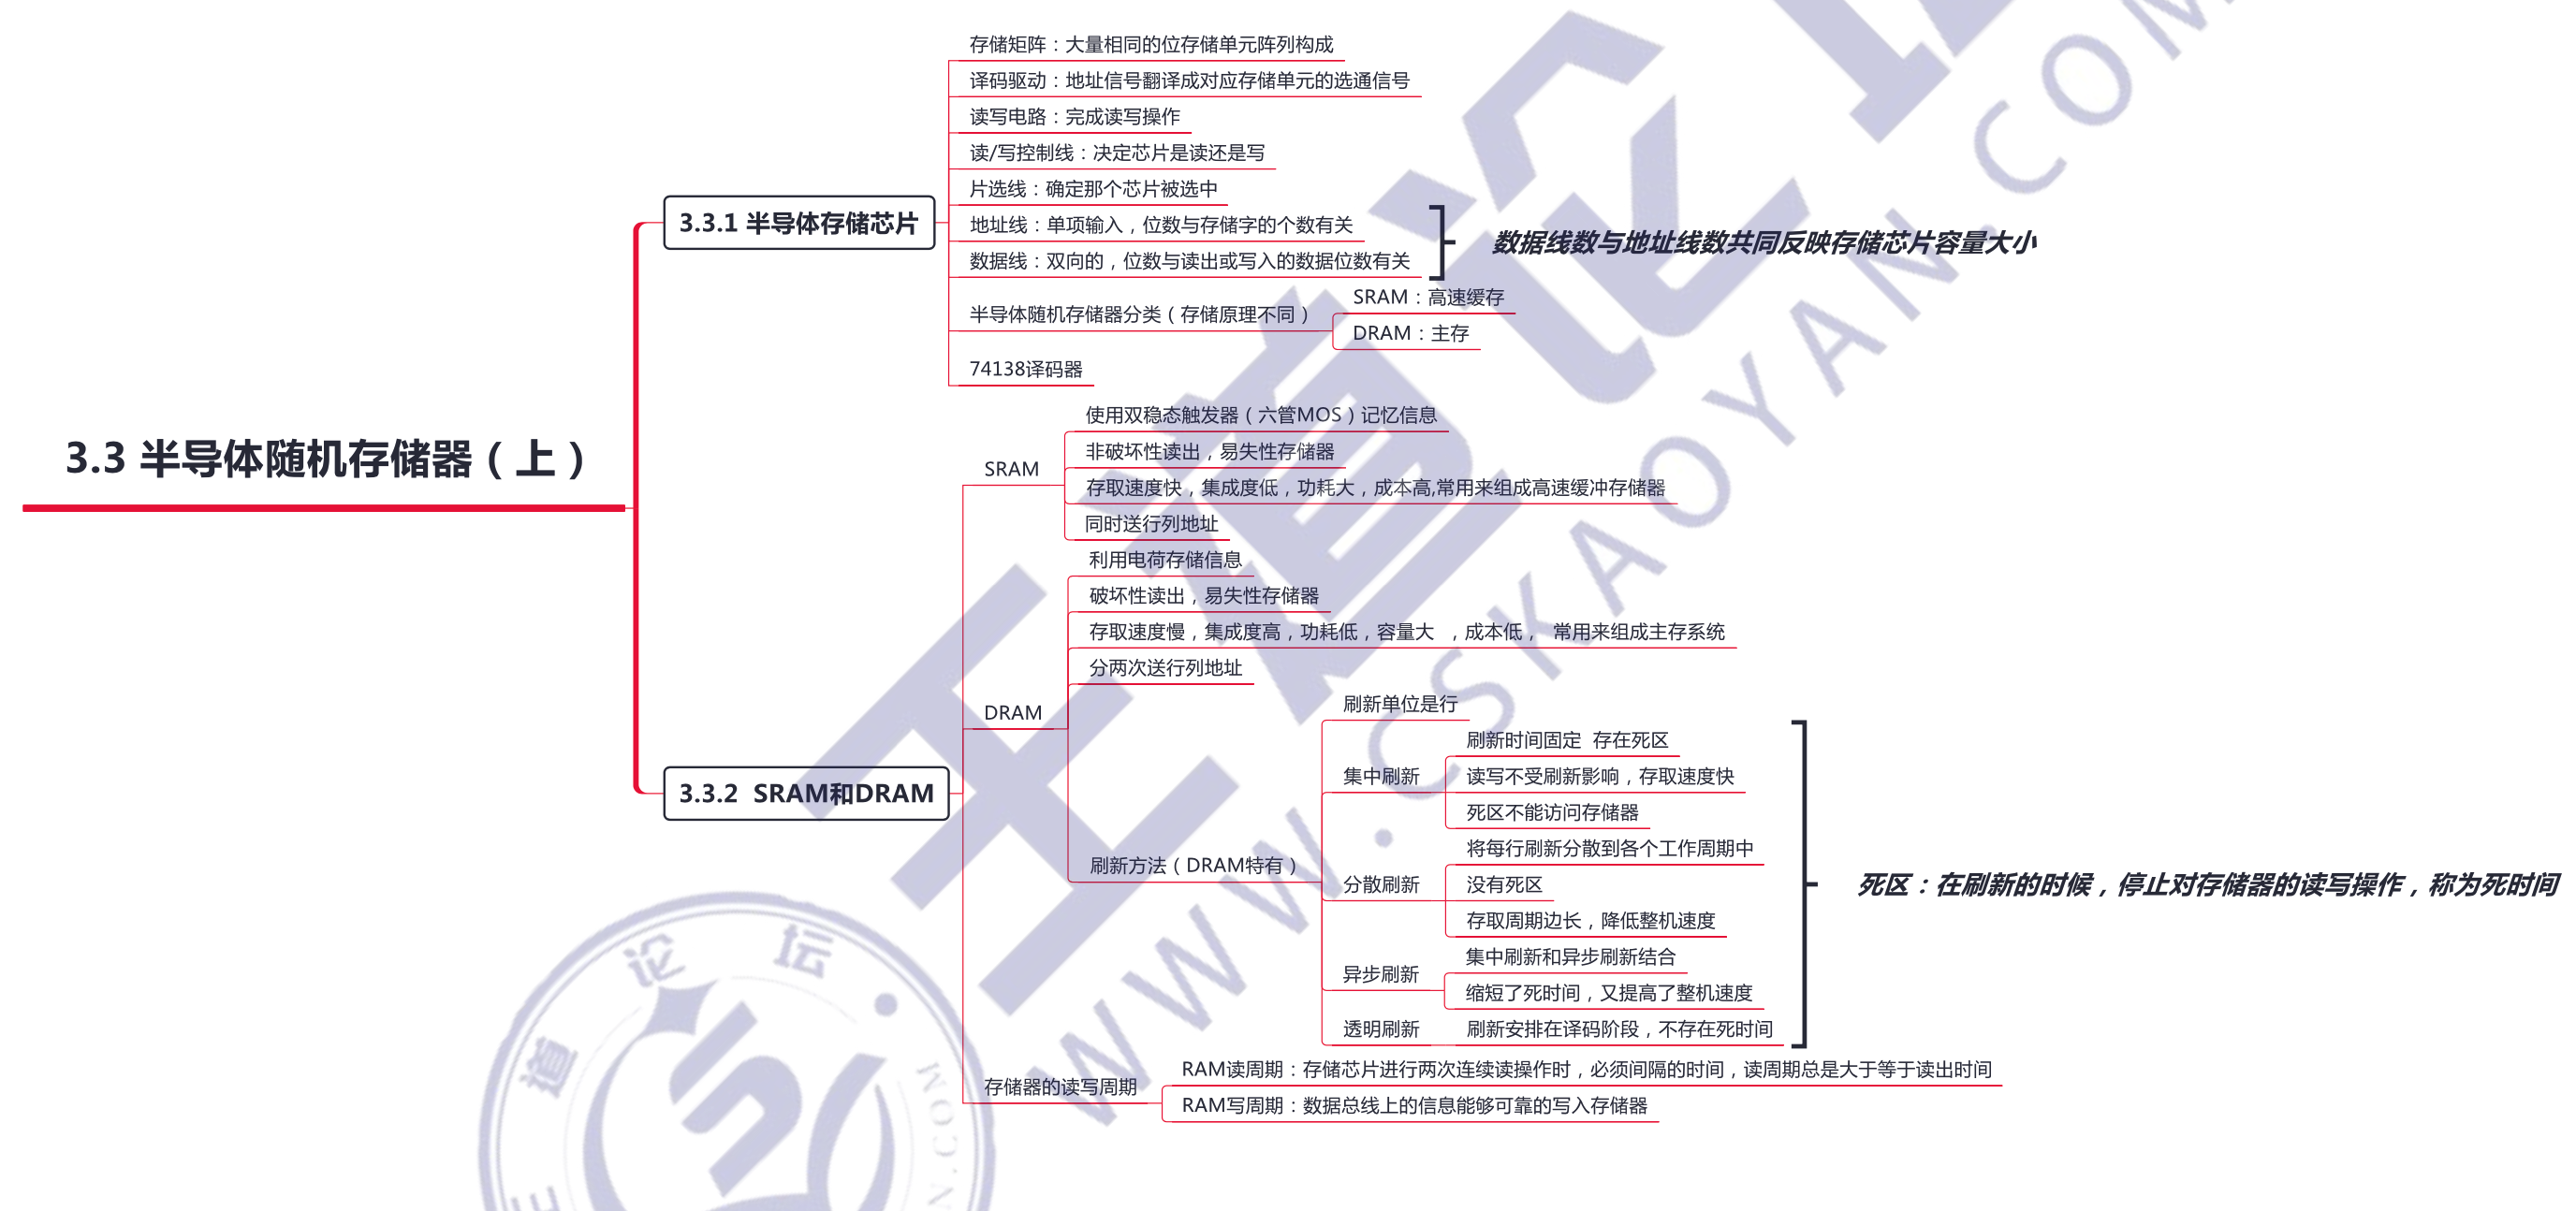 3.3 半导体随机存储器（上）
3.3.1 半导体存储芯片
存储矩阵：大量相同的位存储单元阵列构成
译码驱动：地址信号翻译成对应存储单元的选通信号
读写电路：完成读写操作
读/写控制线：决定芯片是读还是写
片选线：确定那个芯片被选中
地址线：单项输入，位数与存储字的个数有关
数据线：双向的，位数与读出或写入的数据位数有关
数据线数与地址线数共同反映存储芯片容量大小
半导体随机存储器分类（存储原理不同）
SRAM：高速缓存
DRAM：主存
74138译码器
3.3.2 SRAM和DRAM
SRAM
使用双稳态触发器（六管MOS）记忆信息
非破坏性读出，易失性存储器
存取速度快，集成度低，功耗大，成本高,常用来组成高速缓冲存储器
同时送行列地址
DRAM
利用电荷存储信息
破坏性读出，易失性存储器
存取速度慢，集成度高，功耗低，容量大 ，成本低， 常用来组成主存系统
分两次送行列地址
刷新方法（DRAM特有）
刷新单位是行
集中刷新
刷新时间固定 存在死区
读写不受刷新影响，存取速度快
死区不能访问存储器
分散刷新
将每行刷新分散到各个工作周期中
没有死区
存取周期边长，降低整机速度
异步刷新
集中刷新和异步刷新结合
缩短了死时间，又提高了整机速度
透明刷新
刷新安排在译码阶段，不存在死时间
死区：在刷新的时候，停止对存储器的读写操作，称为死时间
存储器的读写周期
RAM读周期：存储芯片进行两次连续读操作时，必须间隔的时间，读周期总是大于等于读出时间
RAM写周期：数据总线上的信息能够可靠的写入存储器
王道论
WWW.CSKAOYAN.COM
道论坛